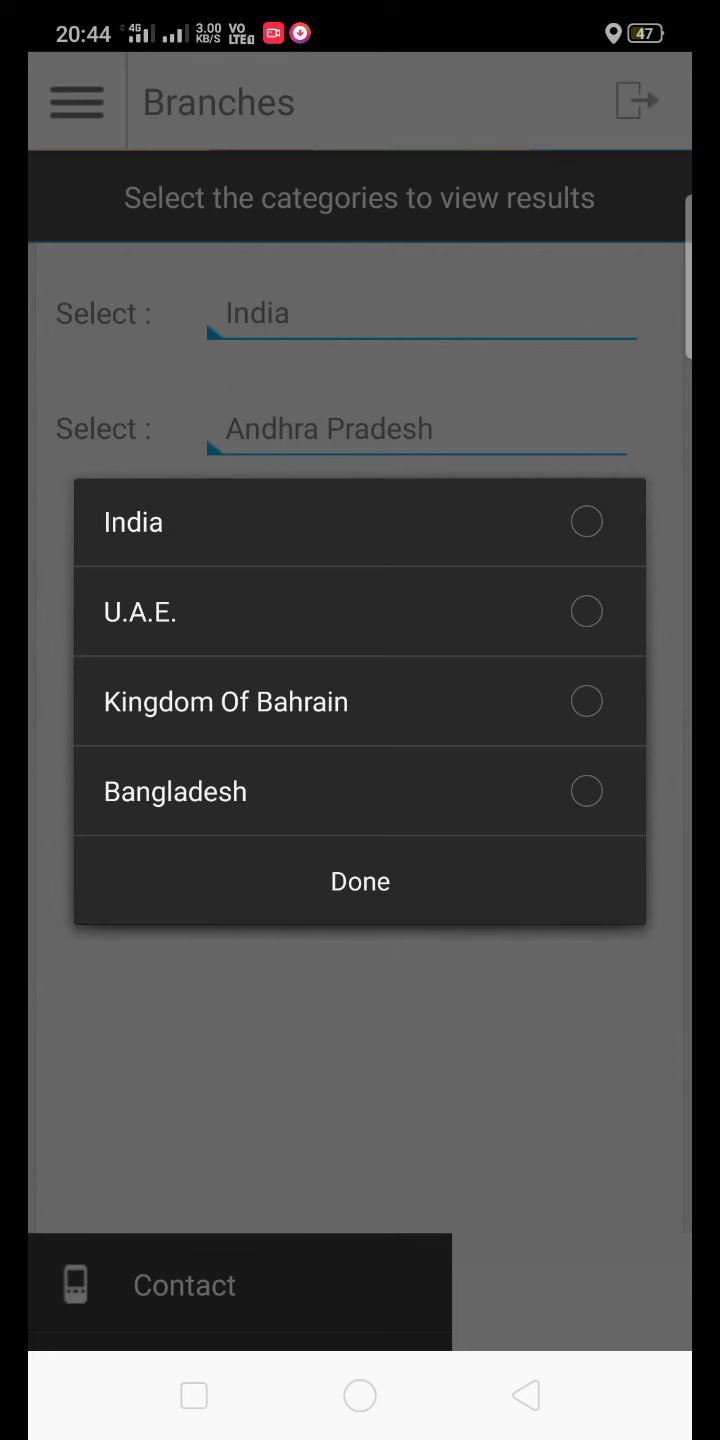 20:44 4G 3.00 KB/S VO LTE 47
Branches
Select the categories to view results
Select : India
Select : Andhra Pradesh
India
U.A.E.
Kingdom Of Bahrain
Bangladesh
Done
Contact